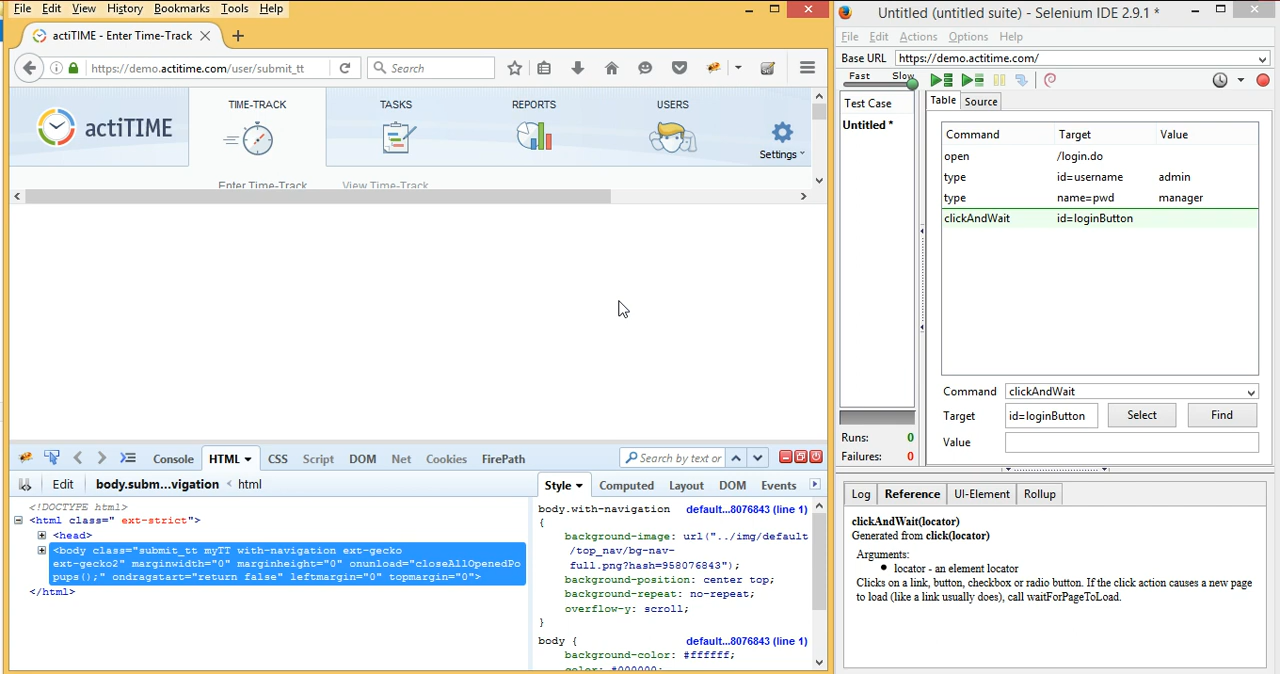 File Edit View History Bookmarks Tools Help
actiTIME - Enter Time-Track
https://demo.actitime.com/user/submit_tt
Search
actiTIME
TIME-TRACK
TASKS
REPORTS
USERS
Settings
Enter Time-Track
View Time-Track
Console HTML CSS Script DOM Net Cookies FirePath
Search by text or
Edit body.subm...vigation < html
<!DOCTYPE html>
<html class=" ext-strict">
<head>
<body class="submit_tt myTT with-navigation ext-gecko
ext-gecko2" marginwidth="0" marginheight="0" onunload="closeAllOpenedPo
pups();" ondragstart="return false" leftmargin="0" topmargin="0">
</html>
Style Computed Layout DOM Events
body.with-navigation default...8076843 (line 1)
{
background-image: url("../img/default
/top_nav/bg-nav-
full.png?hash=958076843");
background-position: center top;
background-repeat: no-repeat;
overflow-y: scroll;
}
body { default...8076843 (line 1)
background-color: #ffffff;
color: #000000;
Untitled (untitled suite) - Selenium IDE 2.9.1 *
File Edit Actions Options Help
Base URL https://demo.actitime.com/
Fast Slow
Test Case
Untitled *
Runs: 0
Failures: 0
Table Source
Command Target Value
open /login.do
type id=username admin
type name=pwd manager
clickAndWait id=loginButton
Command clickAndWait
Target id=loginButton Select Find
Value
Log Reference UI-Element Rollup
clickAndWait(locator)
Generated from click(locator)
Arguments:
● locator - an element locator
Clicks on a link, button, checkbox or radio button. If the click action causes a new page
to load (like a link usually does), call waitForPageToLoad.